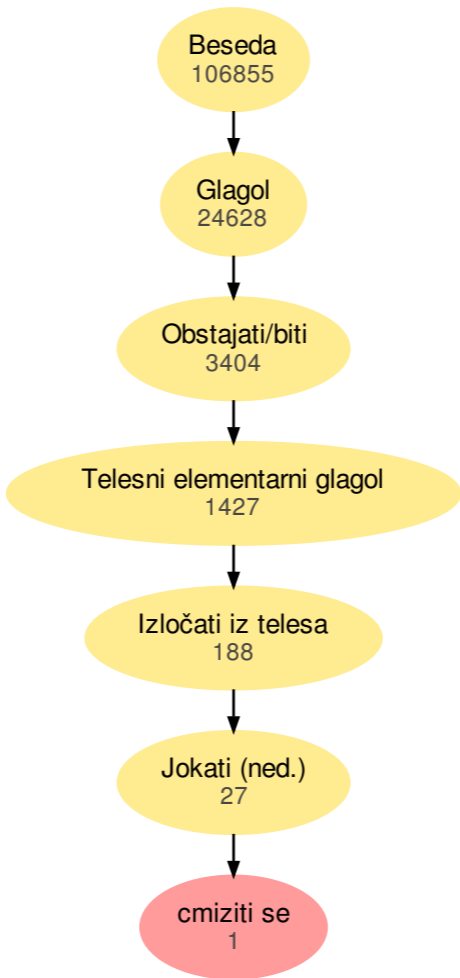 Beseda
106855
Glagol
24628
Obstajati/biti
3404
Telesni elementarni glagol
1427
Izločati iz telesa
188
Jokati (ned.)
27
cmiziti se
1